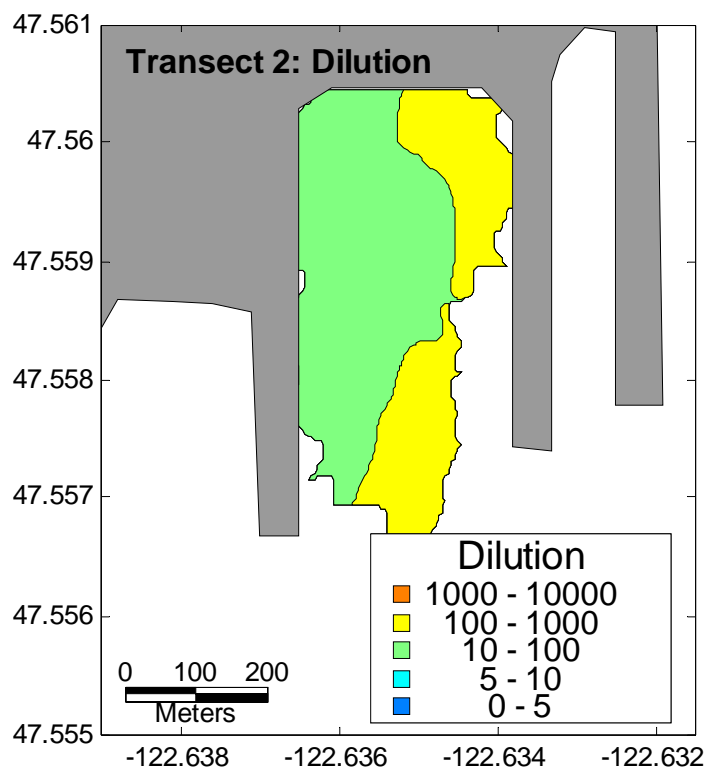 47.561
Transect 2: Dilution
47.56
47.559
47.558
47.557
47.556
47.555
Dilution
1000 - 10000
100 - 1000
10 - 100
5 - 10
0 - 5
0 100 200
Meters
-122.638 -122.636 -122.634 -122.632